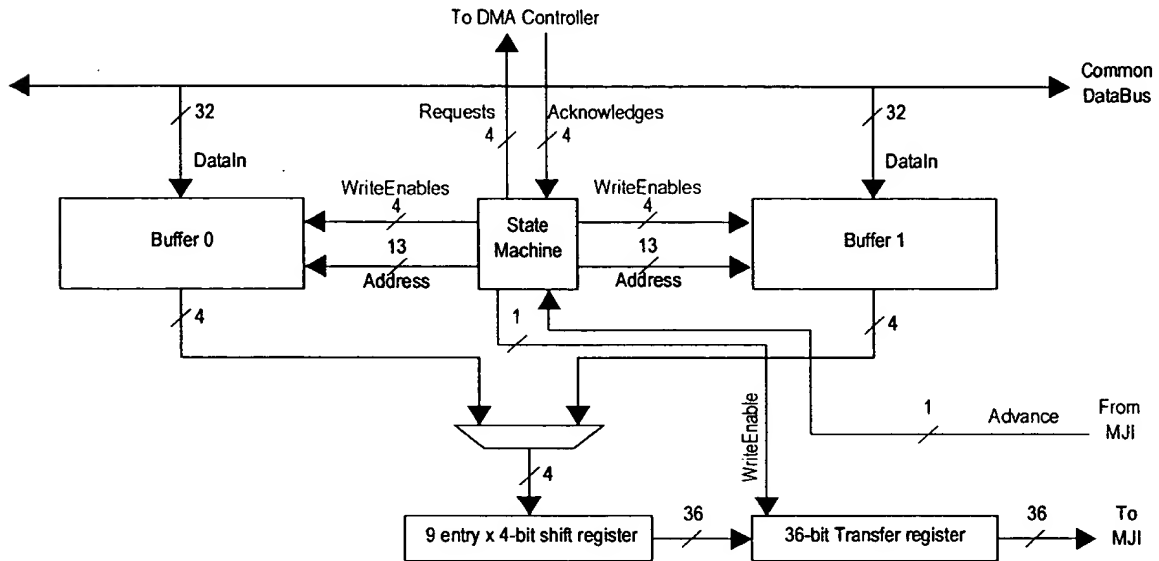 To DMA Controller
Common
DataBus
32
Requests
4
Acknowledges
4
32
DataIn
DataIn
WriteEnables
4
WriteEnables
4
State
Machine
Buffer 0
Buffer 1
13
Address
13
Address
4
1
4
1
Advance
From
MJI
WriteEnable
4
9 entry x 4-bit shift register
36
36-bit Transfer register
36
To
MJI